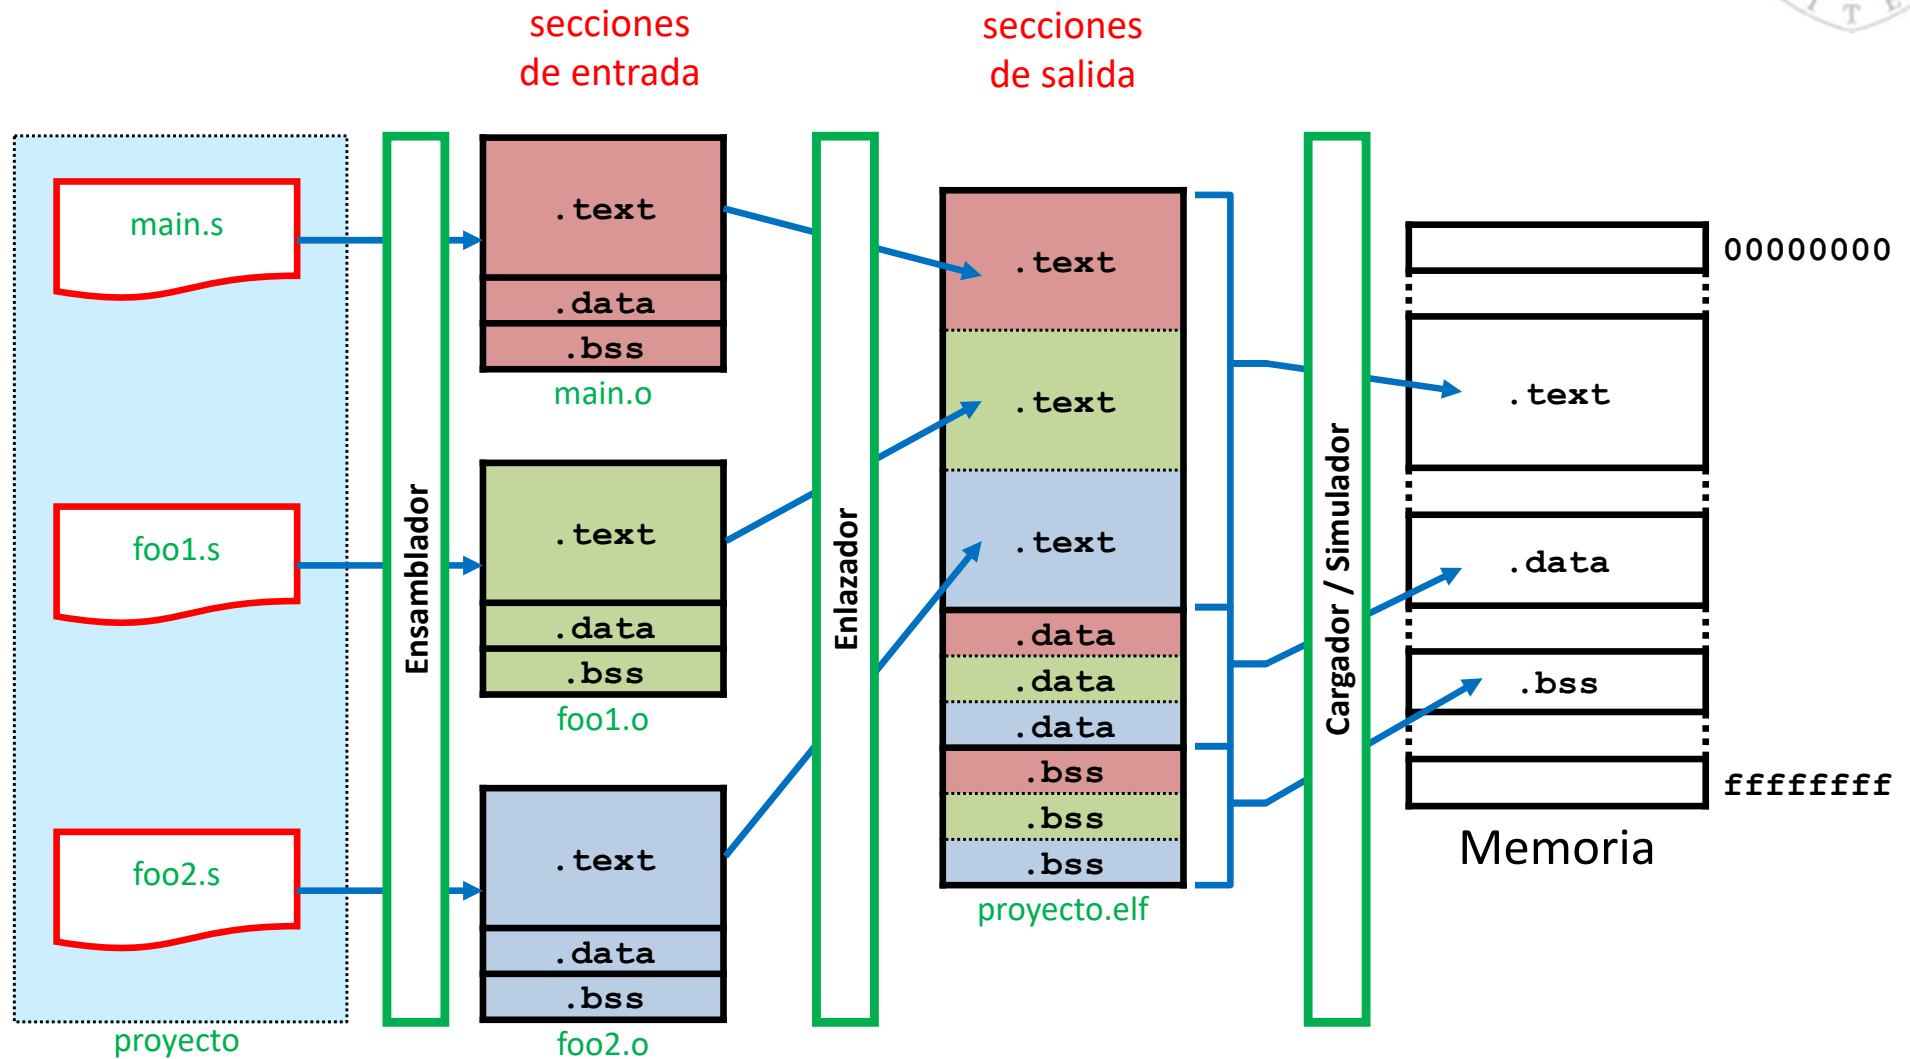 secciones
de entrada
secciones
de salida
I T E
main.s
foo1.s
foo2.s
proyecto
Ensamblador
.text
.data
.bss
main.o
.text
.data
.bss
foo1.o
.text
.data
.bss
foo2.o
Enlazador
.text
.text
.text
.data
.data
.data
.bss
.bss
.bss
proyecto.elf
Cargador / Simulador
00000000
.text
.data
.bss
ffffffff
Memoria